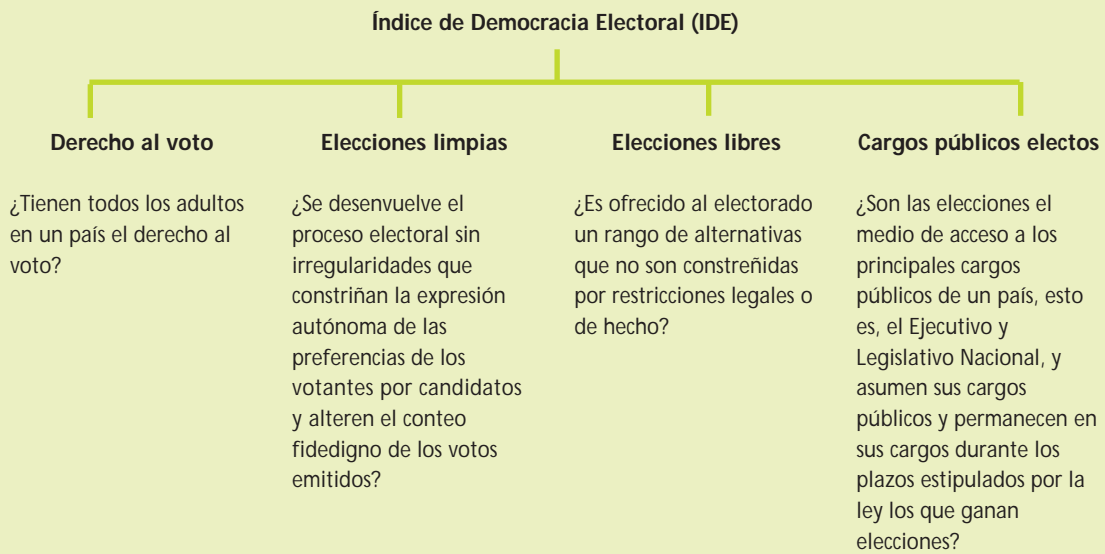 Índice de Democracia Electoral (IDE)
Derecho al voto
¿Tienen todos los adultos
en un país el derecho al
voto?
Elecciones limpias
¿Se desenvuelve el
proceso electoral sin
irregularidades que
constriñan la expresión
autónoma de las
preferencias de los
votantes por candidatos
y alteren el conteo
fidedigno de los votos
emitidos?
Elecciones libres
¿Es ofrecido al electorado
un rango de alternativas
que no son constreñidas
por restricciones legales o
de hecho?
Cargos públicos electos
¿Son las elecciones el
medio de acceso a los
principales cargos
públicos de un país, esto
es, el Ejecutivo y
Legislativo Nacional, y
asumen sus cargos
públicos y permanecen en
sus cargos durante los
plazos estipulados por la
ley los que ganan
elecciones?